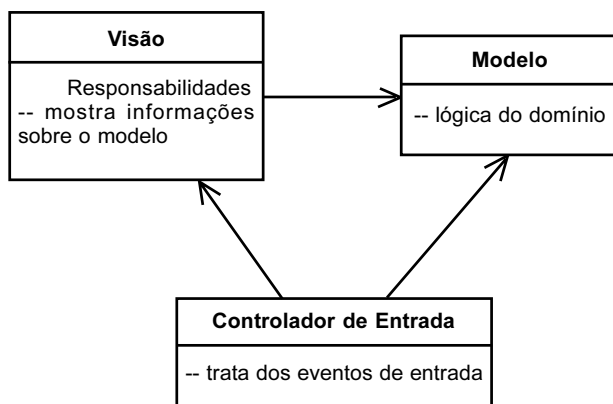 Visão
Responsabilidades
-- mostra informações
sobre o modelo
Modelo
-- lógica do domínio
Controlador de Entrada
-- trata dos eventos de entrada